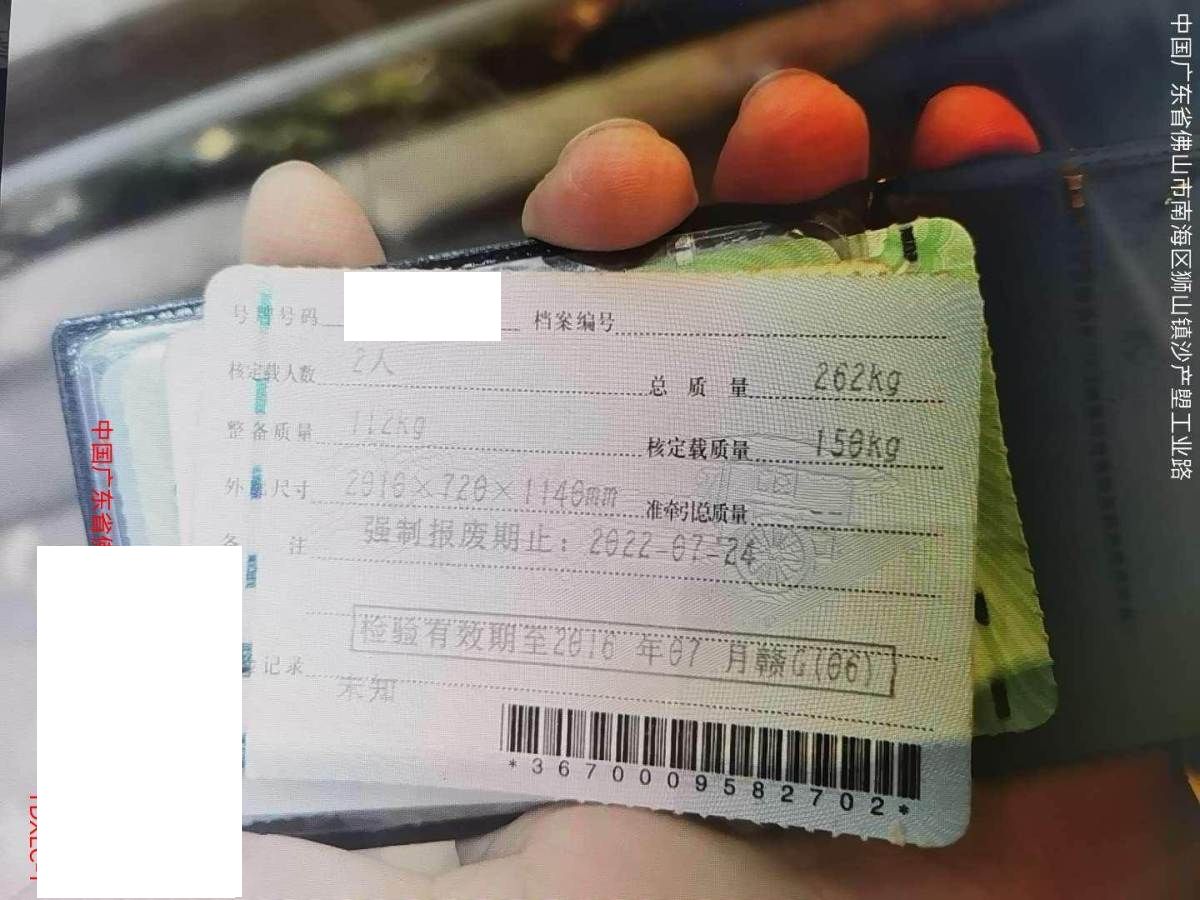 中国广东省佛山市南海区狮山镇沙产塱工业路
号牌号码 档案编号
核定载人数 2人 总质量 262kg
整备质量 112kg 核定载质量 150kg
外廓尺寸 2010×720×1140mm 准牵引总质量 --
备注 强制报废期止：2022-07-24
检验有效期至2016年07月赣G(06)
记录 未知
*3670009582702*
中国广东省